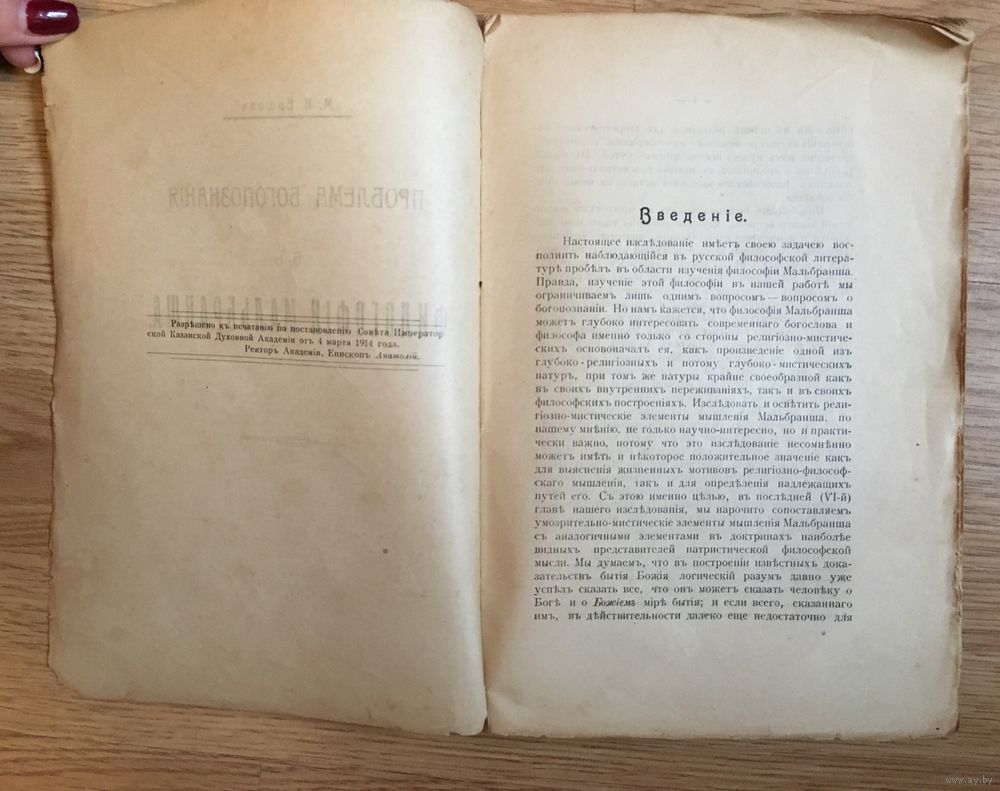 М. Н. Ершовъ
ПРОБЛЕМА БОГОПОЗНАНІЯ
ВЪ
ФИЛОСОФІИ МАЛЬБРАНША
Разрѣшено къ печатанію по постановленію Совѣта Император
ской Казанской Духовной Академіи отъ 4 марта 1914 года.
Ректоръ Академіи, Епископъ Анатолій.
Введеніе.
Настоящее изслѣдованіе имѣетъ своею задачею вос-
полнить наблюдающійся въ русской философской литера-
турѣ пробѣлъ въ области изученія философіи Мальбранша.
Правда, изученіе этой философіи въ нашей работѣ мы
ограничиваемъ лишь однимъ вопросомъ—вопросомъ о
богопознаніи. Но намъ кажется, что философія Мальбранша
можетъ глубоко интересовать современнаго богослова и
философа именно только со стороны религіозно-мистиче-
скихъ основоначалъ ея, какъ произведеніе одной изъ
глубоко-религіозныхъ и потому глубоко-мистическихъ
натуръ, при томъ же натуры крайне своеобразной какъ
въ своихъ внутреннихъ переживаніяхъ, такъ и въ своихъ
философскихъ построеніяхъ. Изслѣдовать и освѣтить рели-
гіозно-мистическіе элементы мышленія Мальбранша, по
нашему мнѣнію, не только научно-интересно, но и практи-
чески важно, потому что это изслѣдованіе несомнѣнно
можетъ имѣть и нѣкоторое положительное значеніе какъ
для выясненія жизненныхъ мотивовъ религіозно-философ-
скаго мышленія, такъ и для опредѣленія надлежащихъ
путей его. Съ этою именно цѣлью, въ послѣдней (VI-й)
главѣ нашего изслѣдованія, мы нарочито сопоставляемъ
умозрительно-мистическіе элементы мышленія Мальбранша
съ аналогичными элементами въ доктринахъ наиболѣе
видныхъ представителей патристической философской
мысли. Мы думаемъ, что въ построеніи извѣстныхъ дока-
зательствъ бытія Божія логическій разумъ давно уже
успѣлъ сказать все, что онъ можетъ сказать человѣку о
Богѣ и о Божіемъ мірѣ бытія; и если всего, сказаннаго
имъ, въ дѣйствительности далеко еще недостаточно для
www.ay.by